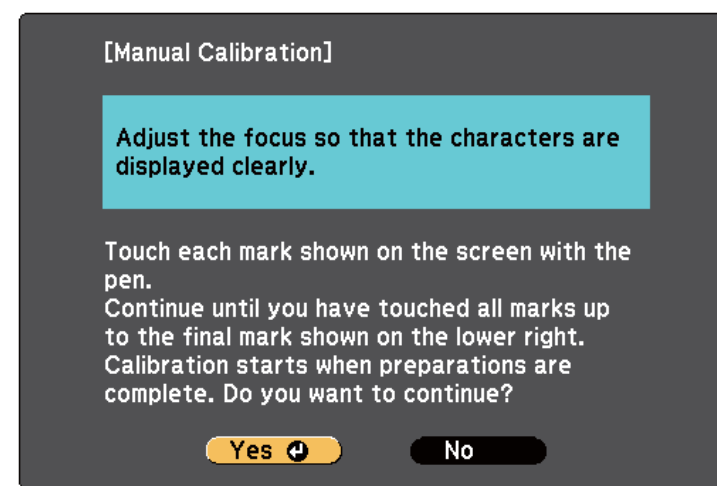 [Manual Calibration]
Adjust the focus so that the characters are
displayed clearly.
Touch each mark shown on the screen with the
pen.
Continue until you have touched all marks up
to the final mark shown on the lower right.
Calibration starts when preparations are
complete. Do you want to continue?
Yes
No